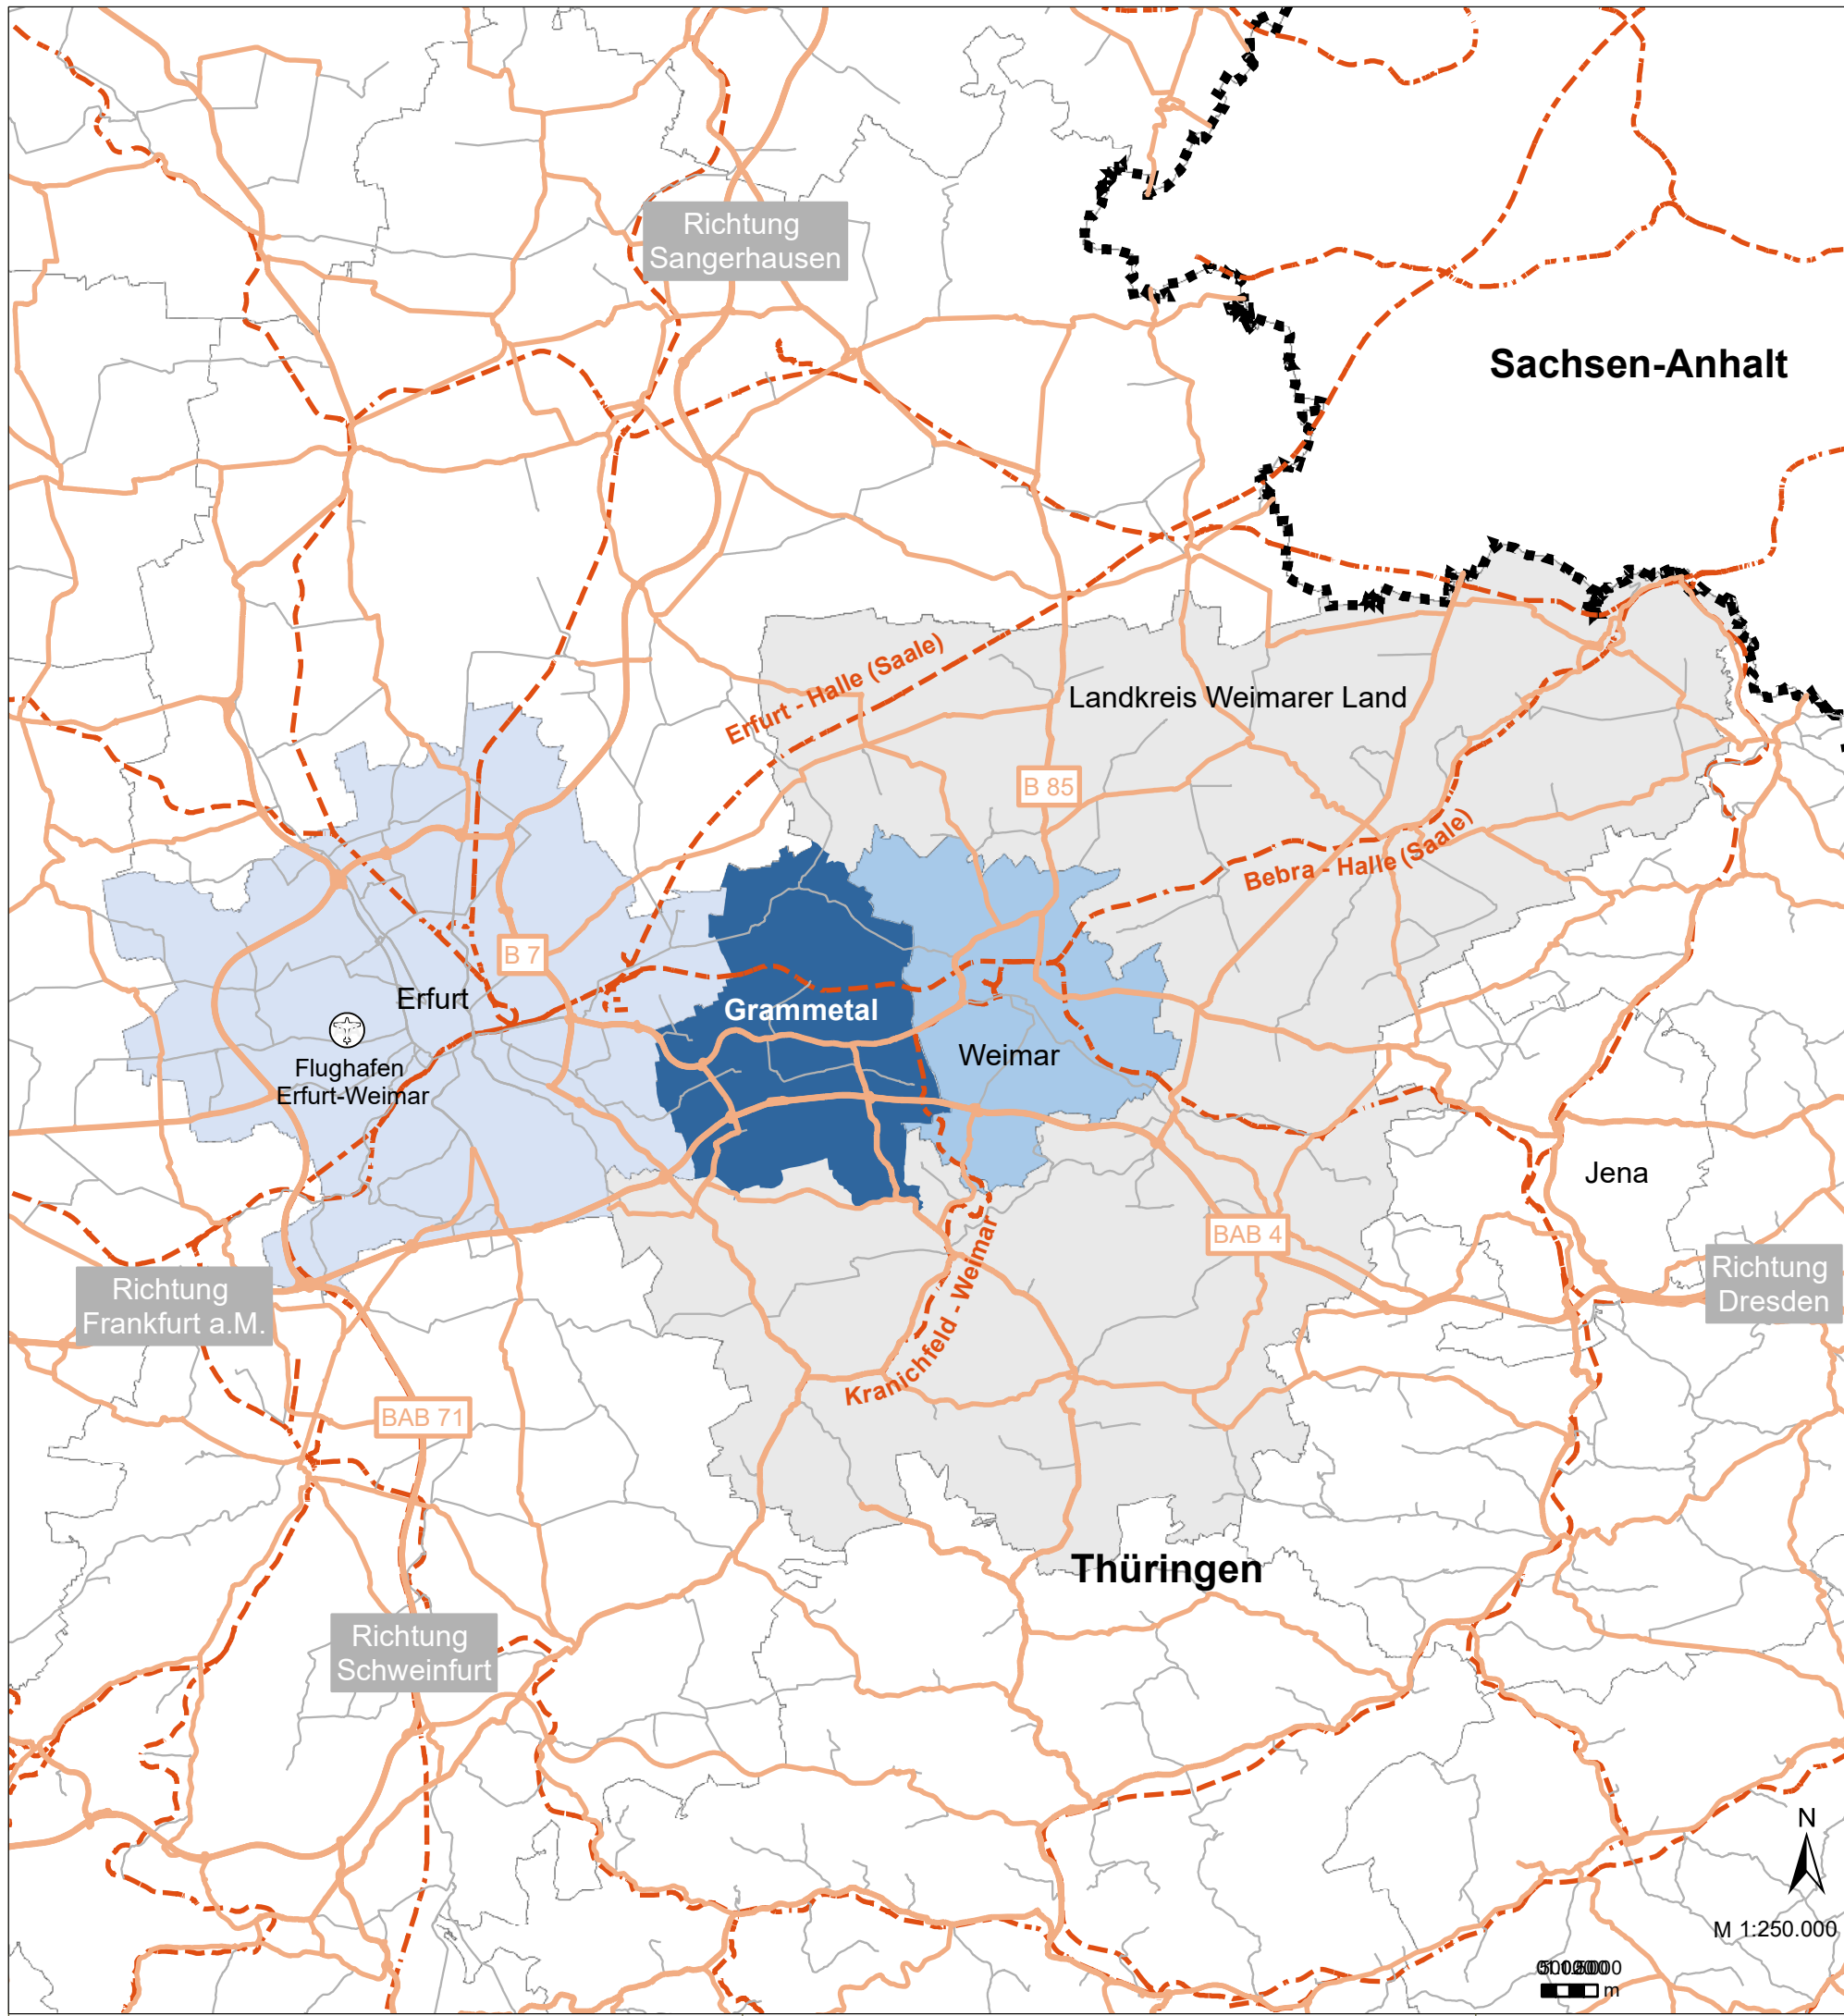 Richtung
Sangerhausen
Sachsen-Anhalt
Erfurt - Halle (Saale)
Landkreis Weimarer Land
B 85
Bebra - Halle (Saale)
B 7
Erfurt
Grammetal
Weimar
Flughafen
Erfurt-Weimar
Jena
BAB 4
Richtung
Dresden
Richtung
Frankfurt a.M.
Kranichfeld - Weimar
BAB 71
Thüringen
Richtung
Schweinfurt
N
M 1:250.000
m